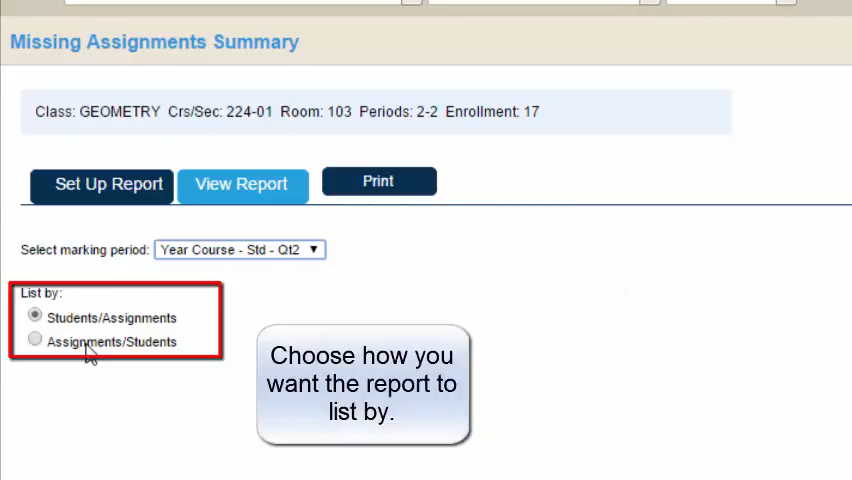 Missing Assignments Summary
Class: GEOMETRY Crs/Sec: 224-01 Room: 103 Periods: 2-2 Enrollment: 17
Set Up Report View Report Print
Select marking period: Year Course - Std - Qt2
List by:
Students/Assignments
Assignments/Students
Choose how you
want the report to
list by.